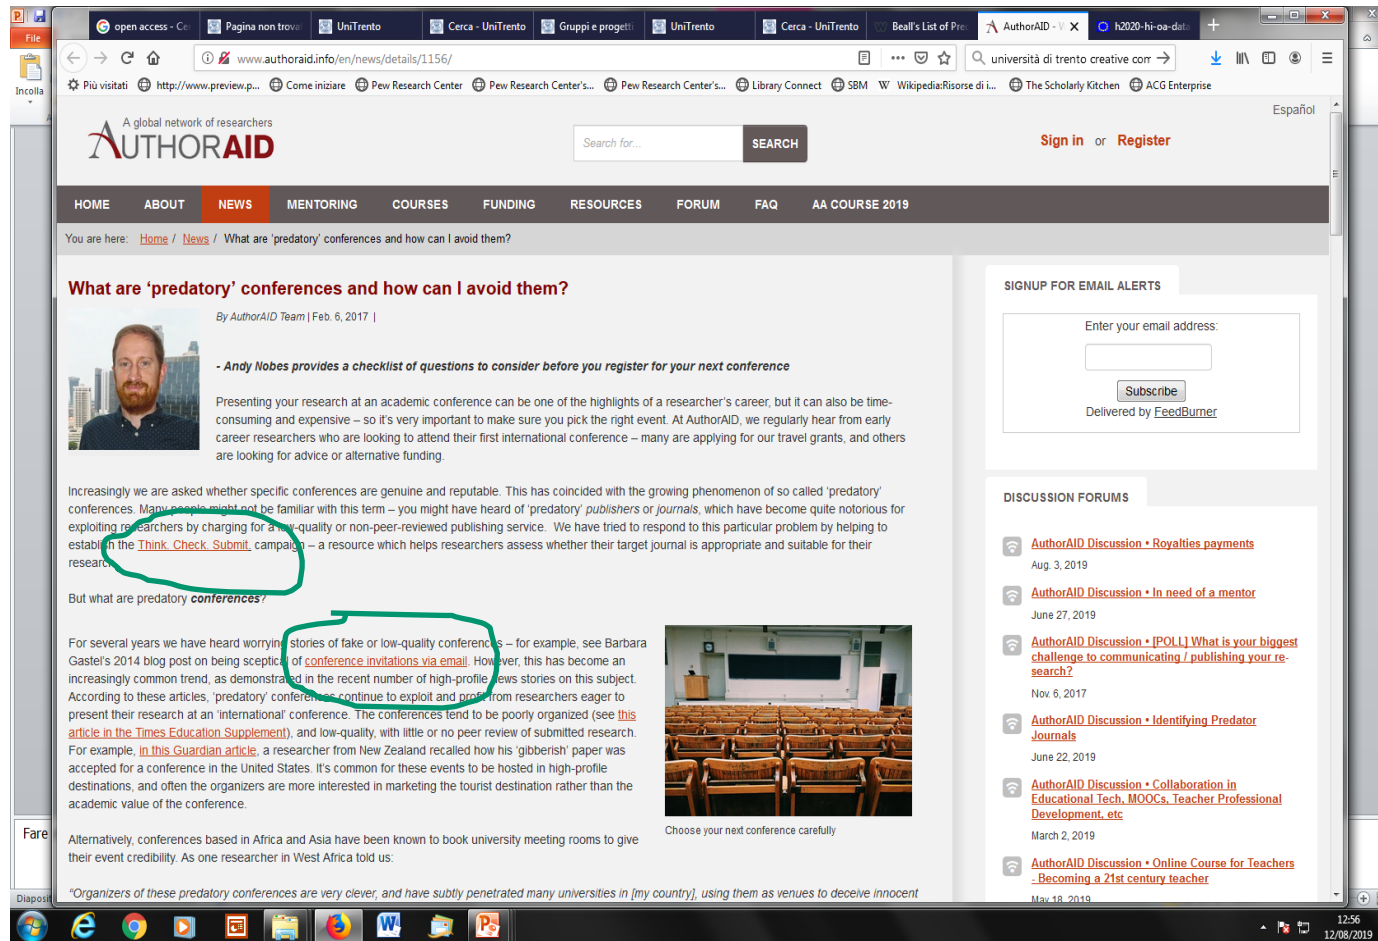 File
Incolla
Fare
Diaposit
open access - Ce
Pagina non trova
UniTrento
Cerca - UniTrento
Gruppi e progetti
UniTrento
Cerca - UniTrento
Beall's List of Pre
AuthorAID - W
h2020-hi-oa-data
www.authoraid.info/en/news/details/1156/
università di trento creative com
Più visitati
http://www.preview.p...
Come iniziare
Pew Research Center
Pew Research Center's...
Pew Research Center's...
Library Connect
SBM
Wikipedia:Risorse di i...
The Scholarly Kitchen
ACG Enterprise
Español
A global network of researchers
AUTHORAID
Search for...
SEARCH
Sign in or Register
HOME
ABOUT
NEWS
MENTORING
COURSES
FUNDING
RESOURCES
FORUM
FAQ
AA COURSE 2019
You are here: Home / News / What are 'predatory' conferences and how can I avoid them?
What are ‘predatory’ conferences and how can I avoid them?
By AuthorAID Team | Feb. 6, 2017 |
- Andy Nobes provides a checklist of questions to consider before you register for your next conference
Presenting your research at an academic conference can be one of the highlights of a researcher’s career, but it can also be time-
consuming and expensive – so it’s very important to make sure you pick the right event. At AuthorAID, we regularly hear from early
career researchers who are looking to attend their first international conference – many are applying for our travel grants, and others
are looking for advice or alternative funding.
Increasingly we are asked whether specific conferences are genuine and reputable. This has coincided with the growing phenomenon of so called ‘predatory’
conferences. Many people might not be familiar with this term – you might have heard of ‘predatory’ publishers or journals, which have become quite notorious for
exploiting researchers by charging for a low-quality or non-peer-reviewed publishing service. We have tried to respond to this particular problem by helping to
establish the Think. Check. Submit. campaign – a resource which helps researchers assess whether their target journal is appropriate and suitable for their
researc
But what are predatory conferences?
For several years we have heard worrying stories of fake or low-quality conferences – for example, see Barbara
Gastel’s 2014 blog post on being sceptical of conference invitations via email. However, this has become an
increasingly common trend, as demonstrated in the recent number of high-profile news stories on this subject.
According to these articles, ‘predatory’ conferences continue to exploit and profit from researchers eager to
present their research at an ‘international’ conference. The conferences tend to be poorly organized (see this
article in the Times Education Supplement), and low-quality, with little or no peer review of submitted research.
For example, in this Guardian article, a researcher from New Zealand recalled how his ‘gibberish’ paper was
accepted for a conference in the United States. It’s common for these events to be hosted in high-profile
destinations, and often the organizers are more interested in marketing the tourist destination rather than the
academic value of the conference.
Choose your next conference carefully
Alternatively, conferences based in Africa and Asia have been known to book university meeting rooms to give
their event credibility. As one researcher in West Africa told us:
“Organizers of these predatory conferences are very clever, and have subtly penetrated many universities in [my country], using them as venues to deceive innocent
SIGNUP FOR EMAIL ALERTS
Enter your email address:
Subscribe
Delivered by FeedBurner
DISCUSSION FORUMS
AuthorAID Discussion • Royalties payments
Aug. 3, 2019
AuthorAID Discussion • In need of a mentor
June 27, 2019
AuthorAID Discussion • [POLL] What is your biggest
challenge to communicating / publishing your re-
search?
Nov. 6, 2017
AuthorAID Discussion • Identifying Predator
Journals
June 22, 2019
AuthorAID Discussion • Collaboration in
Educational Tech, MOOCs, Teacher Professional
Development, etc
March 2, 2019
AuthorAID Discussion • Online Course for Teachers
- Becoming a 21st century teacher
May 18, 2019
12:56
12/08/2019